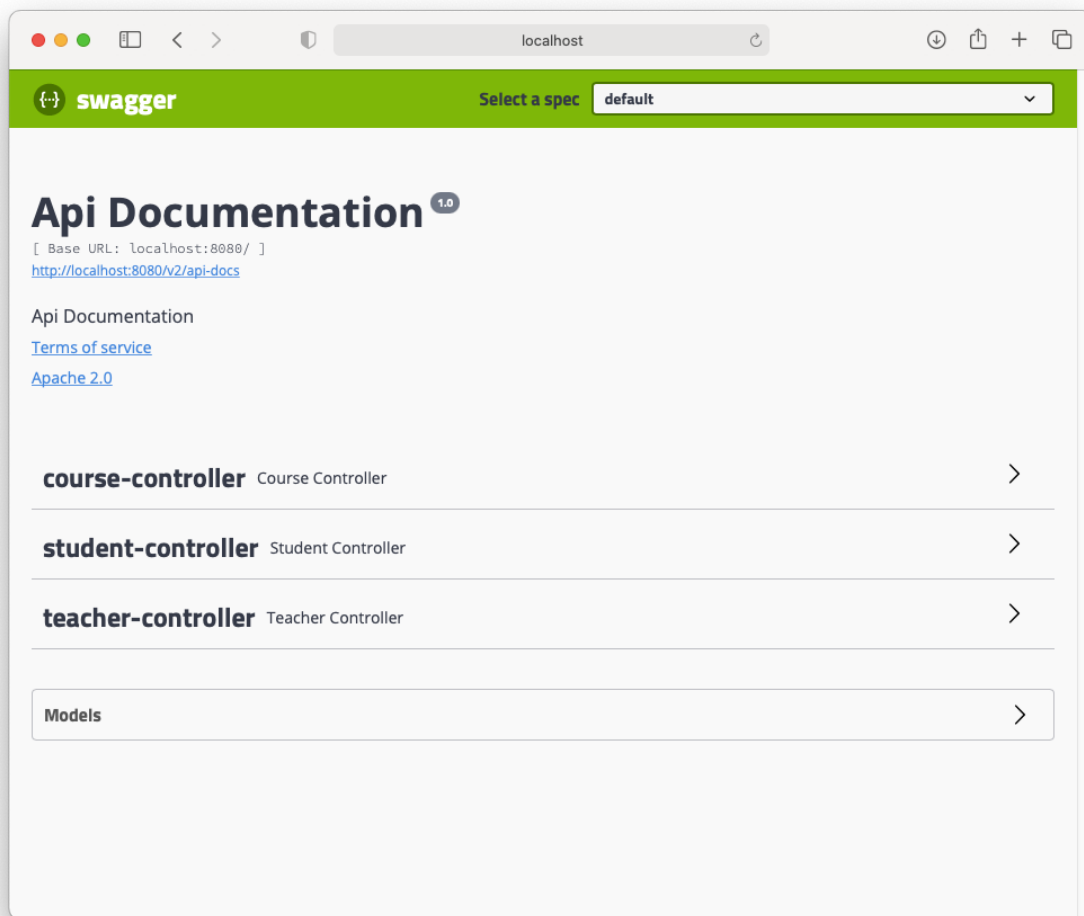 localhost
swagger
Select a spec
default
Api Documentation 1.0
[ Base URL: localhost:8080/ ]
http://localhost:8080/v2/api-docs
Api Documentation
Terms of service
Apache 2.0
course-controller Course Controller
student-controller Student Controller
teacher-controller Teacher Controller
Models